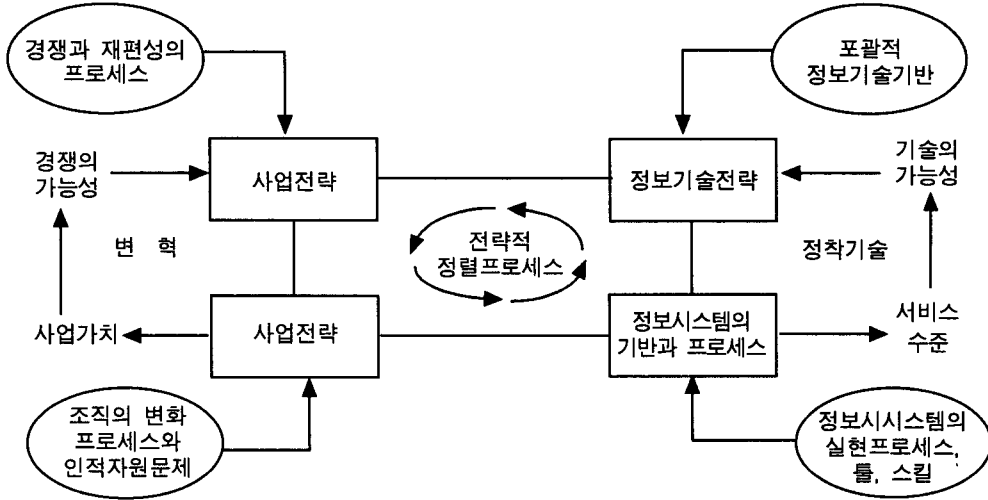 경쟁과 재편성의
프로세스
포괄적
정보기술기반
경쟁의
가능성
사업전략
정보기술전략
기술의
가능성
변 혁
전략적
정렬프로세스
정착기술
사업가치
사업전략
정보시스템의
기반과 프로세스
서비스
수준
조직의 변화
프로세스와
인적자원문제
정보시시스템의
실현프로세스,
툴, 스킬